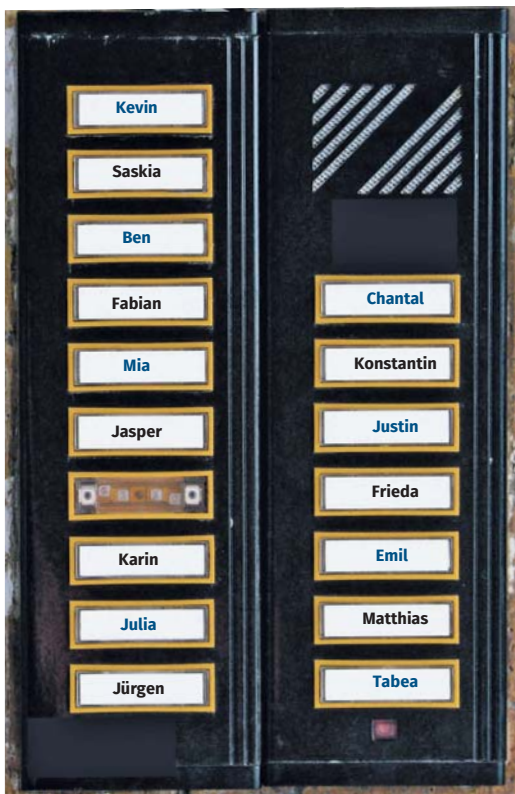 Kevin
Saskia
Ben
Fabian
Mia
Jasper
Karin
Julia
Jürgen
Chantal
Konstantin
Justin
Frieda
Emil
Matthias
Tabea